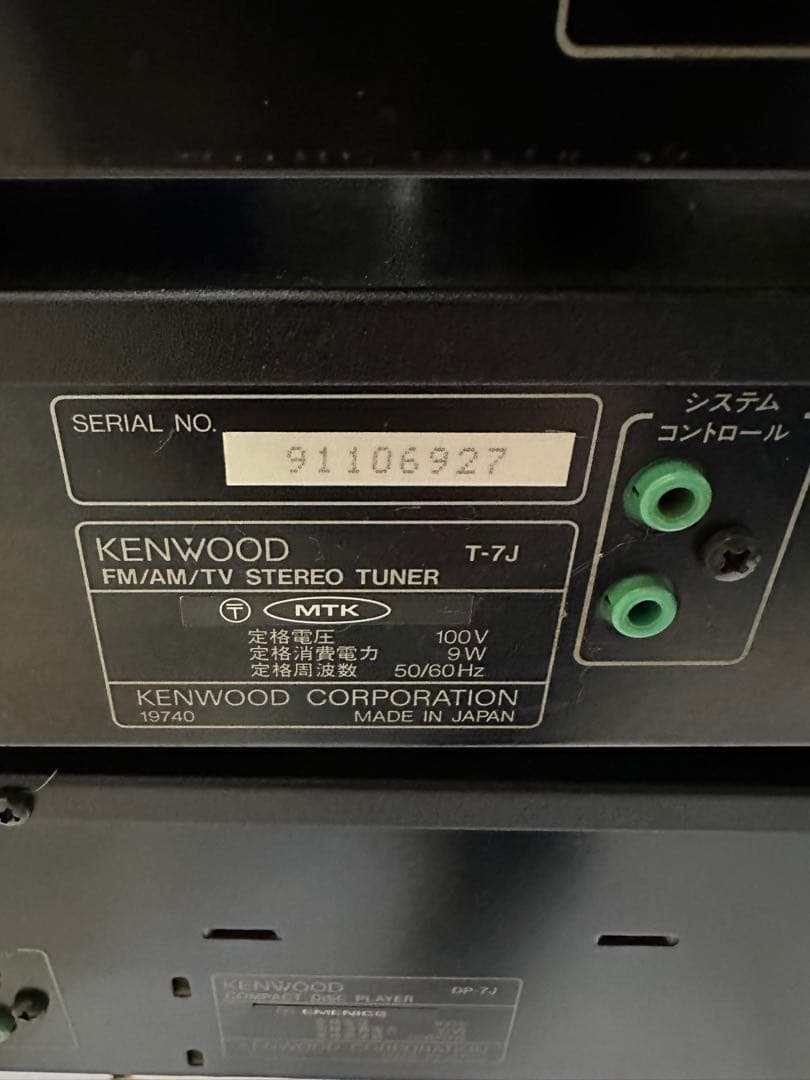 システム
コントロール
SERIAL NO.
91106927
KENWOOD T-7J
FM/AM/TV STEREO TUNER
〒 MTK
定格電圧 100V
定格消費電力 9W
定格周波数 50/60Hz
KENWOOD CORPORATION
19740 MADE IN JAPAN
KENWOOD DP-7J
COMPACT DISC PLAYER
KENWOOD CORPORATION